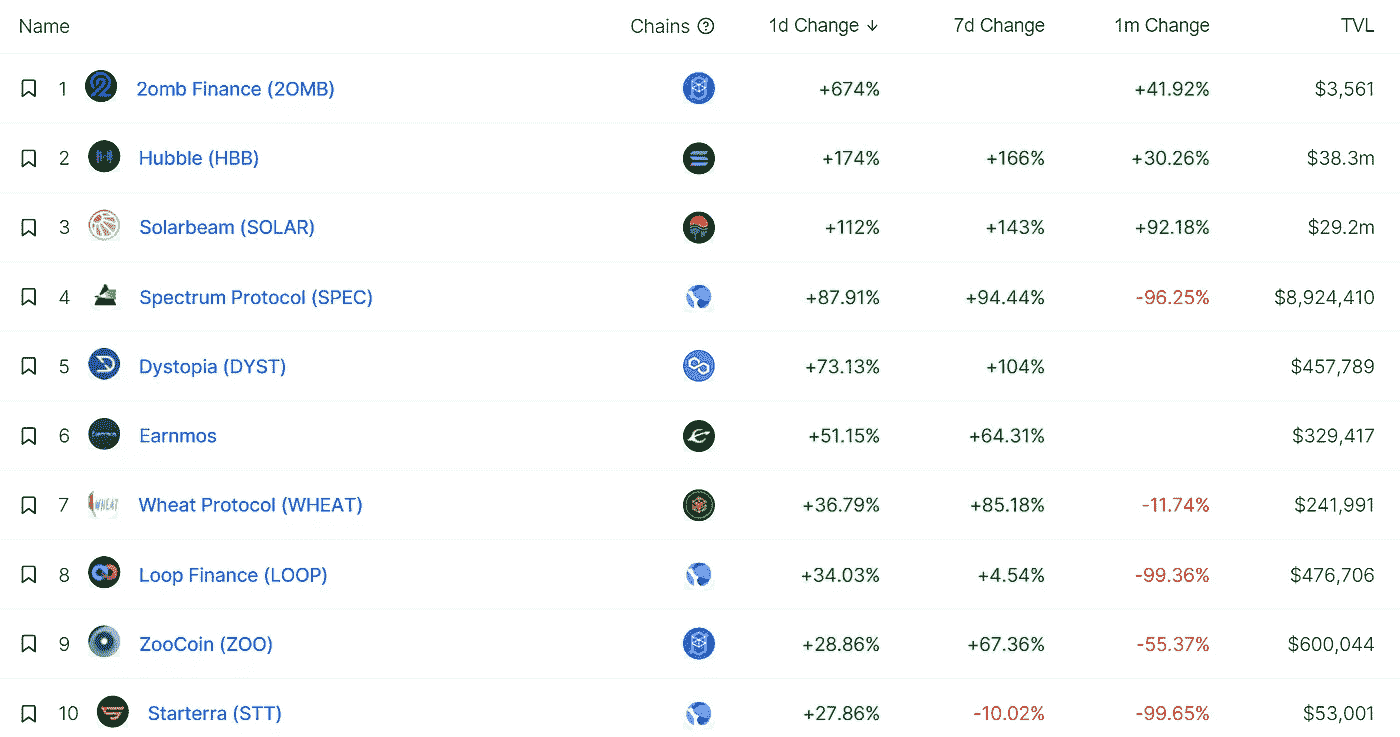 Name Chains ? 1d Change ↓ 7d Change 1m Change TVL
1 2omb Finance (2OMB) +674% +41.92% $3,561
2 Hubble (HBB) +174% +166% +30.26% $38.3m
3 Solarbeam (SOLAR) +112% +143% +92.18% $29.2m
4 Spectrum Protocol (SPEC) +87.91% +94.44% -96.25% $8,924,410
5 Dystopia (DYST) +73.13% +104% $457,789
6 Earnmos +51.15% +64.31% $329,417
7 WHEAT Wheat Protocol (WHEAT) +36.79% +85.18% -11.74% $241,991
8 Loop Finance (LOOP) +34.03% +4.54% -99.36% $476,706
9 ZooCoin (ZOO) +28.86% +67.36% -55.37% $600,044
10 Starterra (STT) +27.86% -10.02% -99.65% $53,001